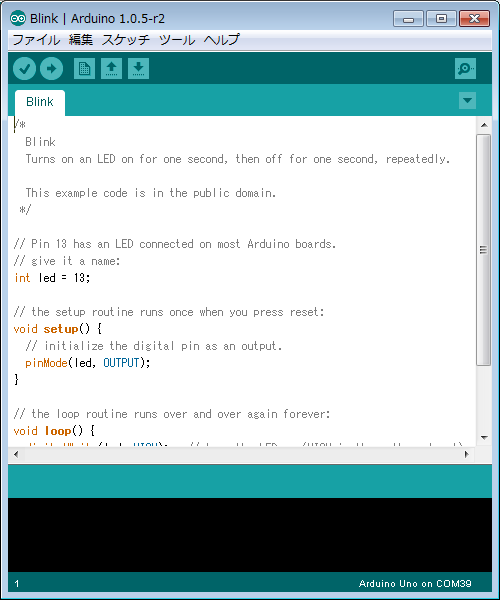 Blink | Arduino 1.0.5-r2
ファイル 編集 スケッチ ツール ヘルプ
Blink
/*
  Blink
  Turns on an LED on for one second, then off for one second, repeatedly.

  This example code is in the public domain.
 */

// Pin 13 has an LED connected on most Arduino boards.
// give it a name:
int led = 13;

// the setup routine runs once when you press reset:
void setup() {
  // initialize the digital pin as an output.
  pinMode(led, OUTPUT);
}

// the loop routine runs over and over again forever:
void loop() {
1
Arduino Uno on COM39